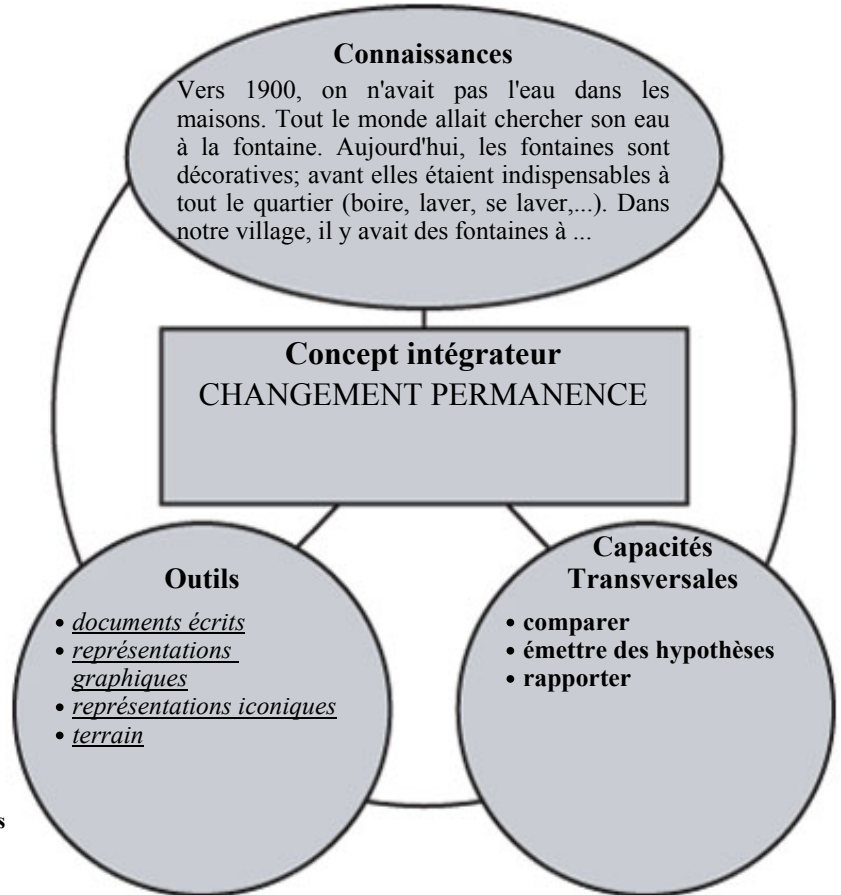 Connaissances
Vers 1900, on n'avait pas l'eau dans les
maisons. Tout le monde allait chercher son eau
à la fontaine. Aujourd'hui, les fontaines sont
décoratives; avant elles étaient indispensables à
tout le quartier (boire, laver, se laver,...). Dans
notre village, il y avait des fontaines à ...
Concept intégrateur
CHANGEMENT PERMANENCE
Outils
• documents écrits
• représentations
graphiques
• représentations iconiques
• terrain
Capacités
Transversales
• comparer
• émettre des hypothèses
• rapporter
s